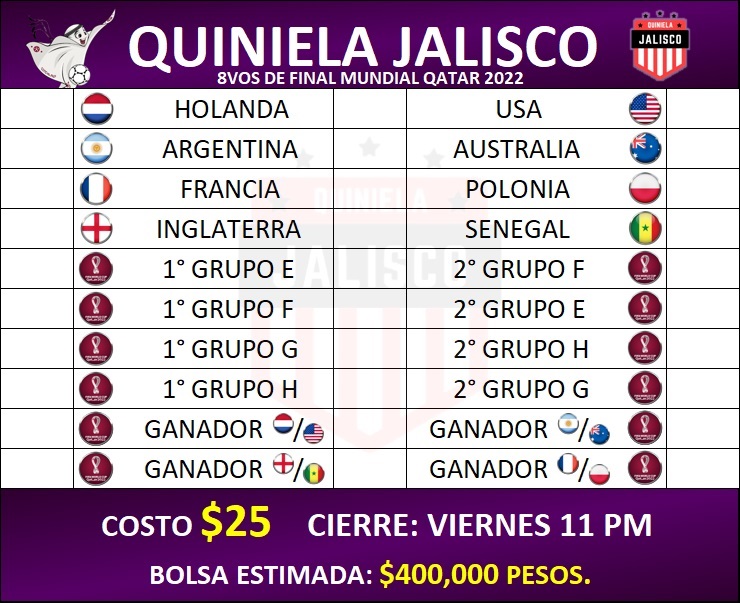 QUINIELA JALISCO
QUINIELA
JALISCO
8VOS DE FINAL MUNDIAL QATAR 2022
HOLANDA USA
ARGENTINA AUSTRALIA
FRANCIA POLONIA
QUINIELA
INGLATERRA SENEGAL
JALISCO
1° GRUPO E 2° GRUPO F
1° GRUPO F 2° GRUPO E
1° GRUPO G 2° GRUPO H
1° GRUPO H 2° GRUPO G
GANADOR / GANADOR /
GANADOR / GANADOR /
COSTO $25 CIERRE: VIERNES 11 PM
BOLSA ESTIMADA: $400,000 PESOS.